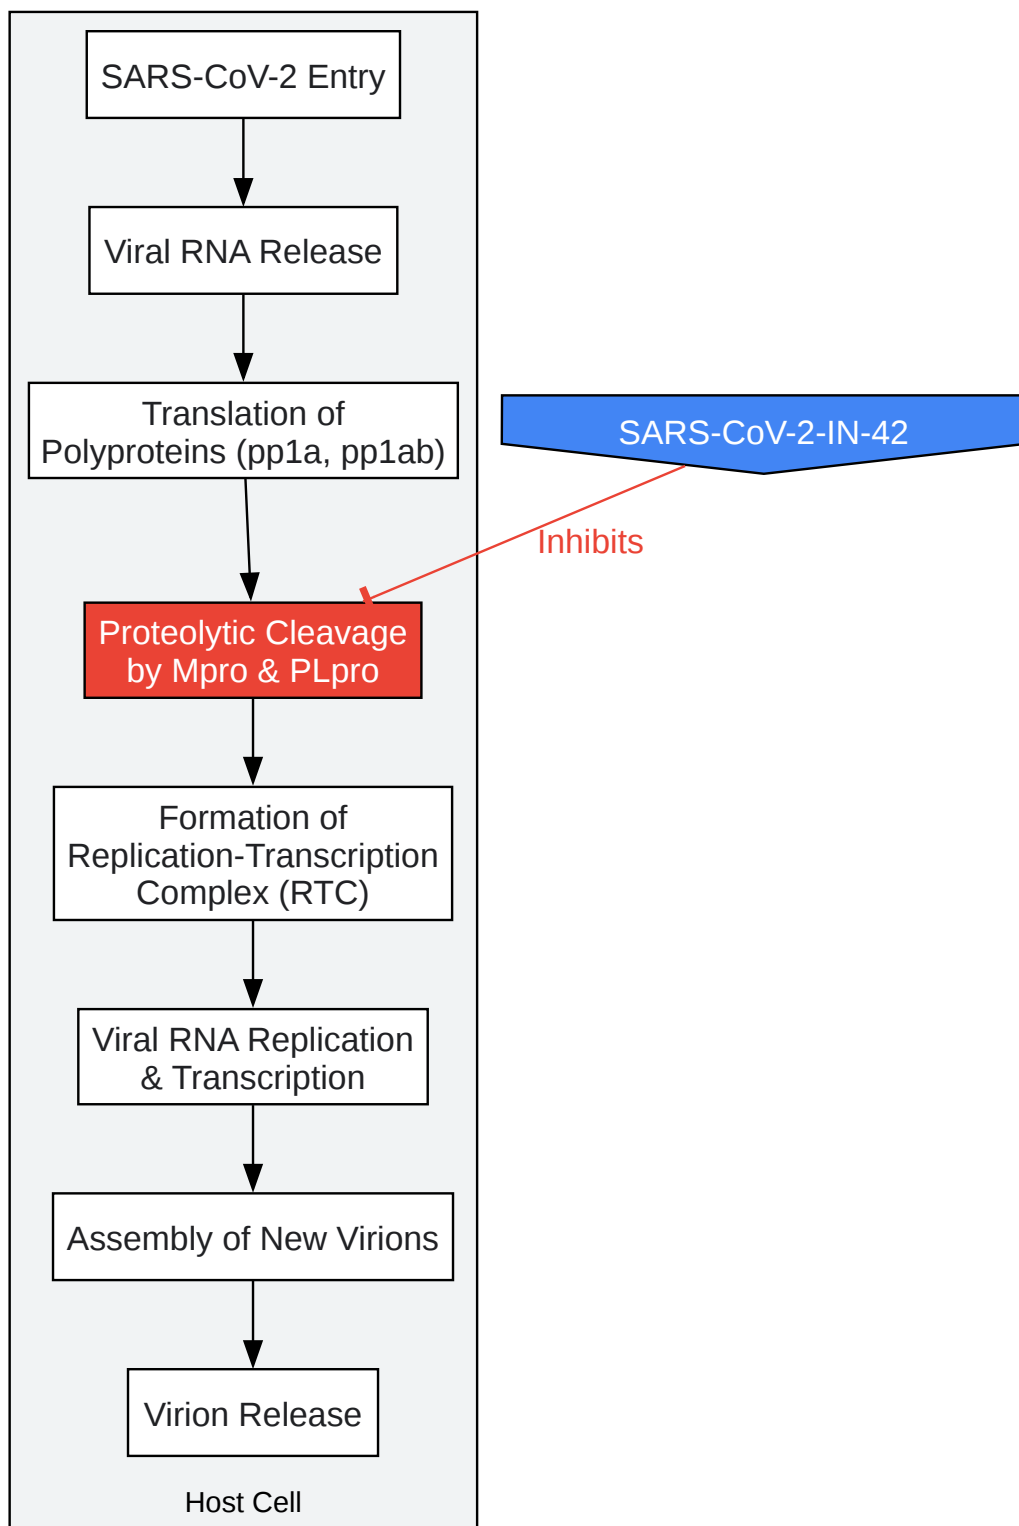 SARS-CoV-2 Entry
Viral RNA Release
Translation of
Polyproteins (pp1a, pp1ab)
SARS-CoV-2-IN-42
Inhibits
Proteolytic Cleavage
by Mpro & PLpro
Formation of
Replication-Transcription
Complex (RTC)
Viral RNA Replication
& Transcription
Assembly of New Virions
Virion Release
Host Cell